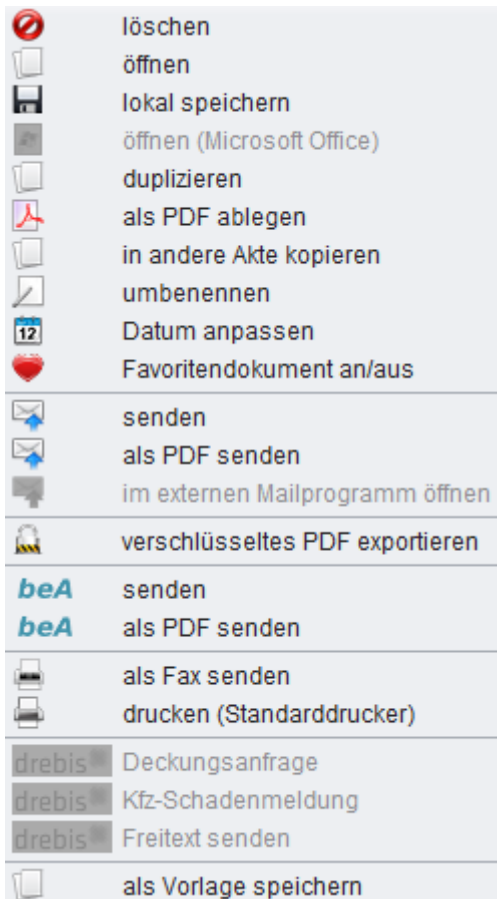 löschen
öffnen
lokal speichern
öffnen (Microsoft Office)
duplizieren
als PDF ablegen
in andere Akte kopieren
umbenennen
12 Datum anpassen
Favoritendokument an/aus
senden
als PDF senden
im externen Mailprogramm öffnen
verschlüsseltes PDF exportieren
beA senden
beA als PDF senden
als Fax senden
drucken (Standarddrucker)
drebis Deckungsanfrage
drebis Kfz-Schadenmeldung
drebis Freitext senden
als Vorlage speichern